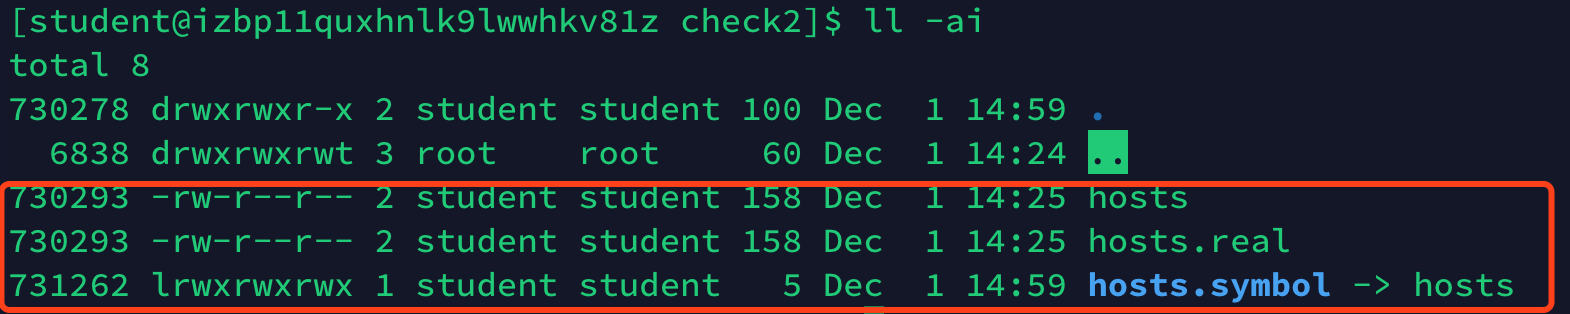 [student@izbp11quxhnlk9lwwhkv81z check2]$ ll -ai
total 8
730278 drwxrwxr-x 2 student student 100 Dec  1 14:59 .
  6838 drwxrwxrwt 3 root    root     60 Dec  1 14:24 ..
730293 -rw-r--r-- 2 student student 158 Dec  1 14:25 hosts
730293 -rw-r--r-- 2 student student 158 Dec  1 14:25 hosts.real
731262 lrwxrwxrwx 1 student student   5 Dec  1 14:59 hosts.symbol -> hosts